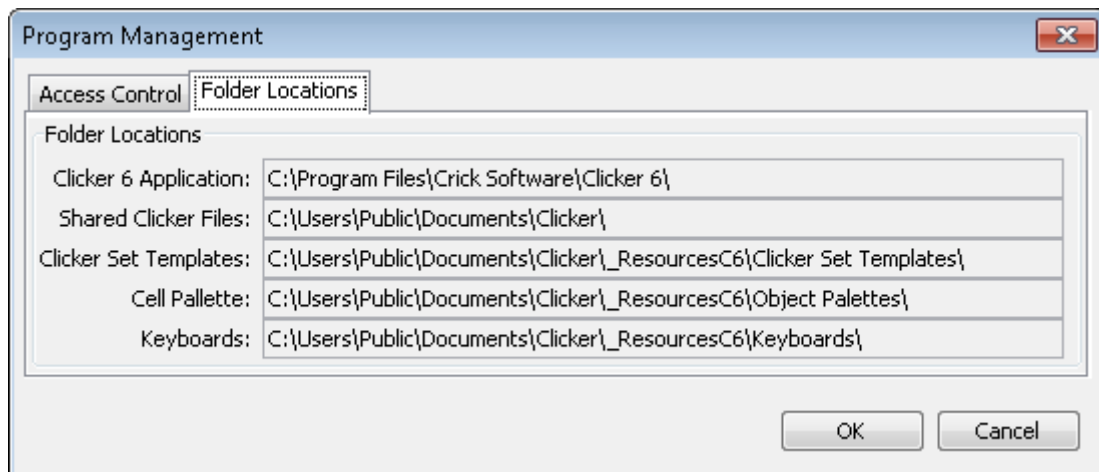 Program Management
Access Control Folder Locations
Folder Locations
Clicker 6 Application: C:\Program Files\Crick Software\Clicker 6\
Shared Clicker Files: C:\Users\Public\Documents\Clicker\
Clicker Set Templates: C:\Users\Public\Documents\Clicker\_ResourcesC6\Clicker Set Templates\
Cell Pallette: C:\Users\Public\Documents\Clicker\_ResourcesC6\Object Palettes\
Keyboards: C:\Users\Public\Documents\Clicker\_ResourcesC6\Keyboards\
OK Cancel